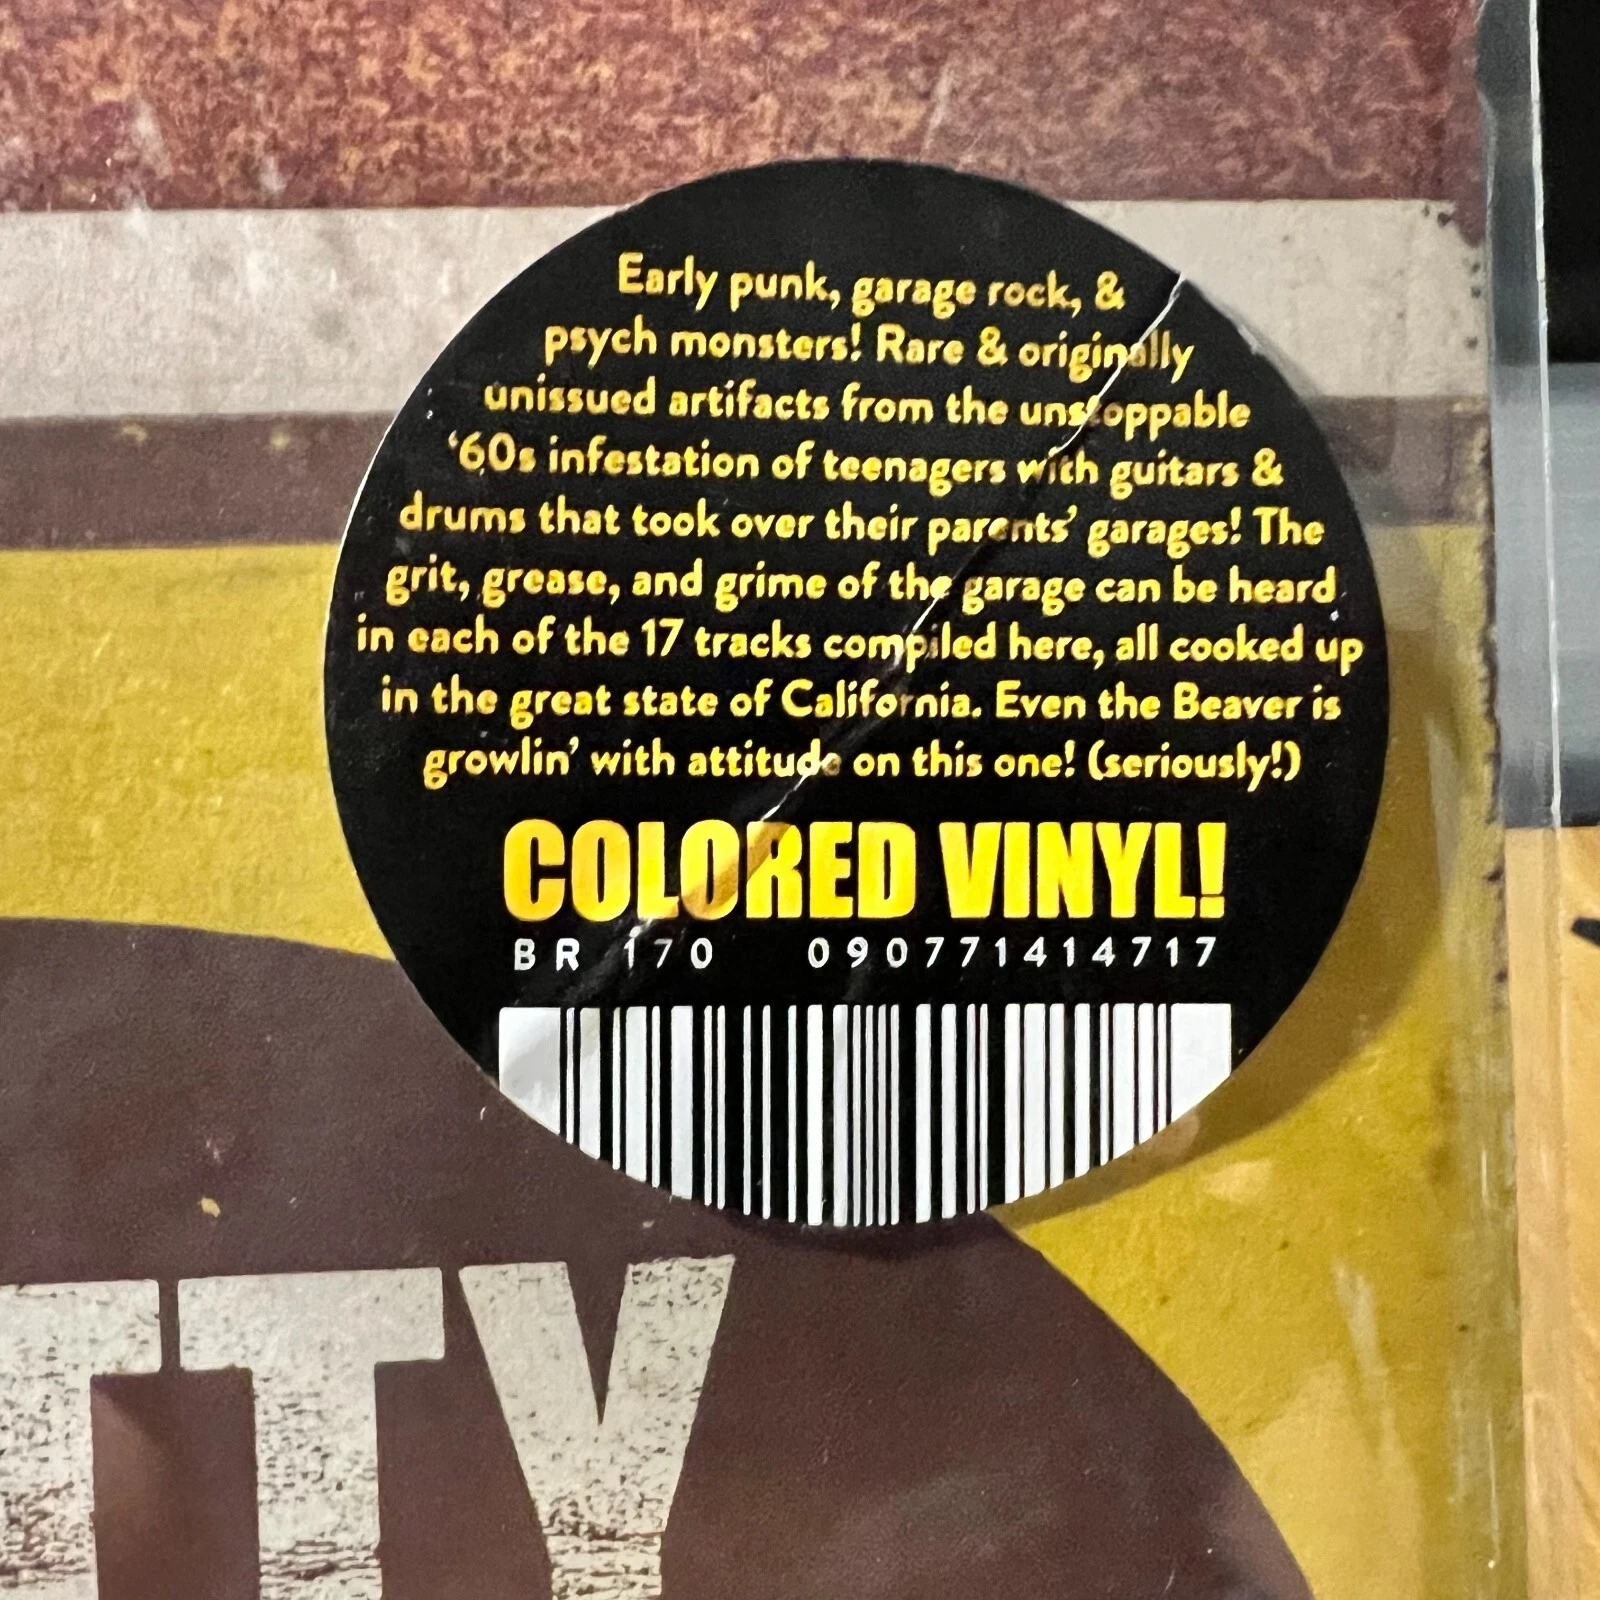 Early punk, garage rock, &
psych monsters! Rare & originally
unissued artifacts from the unstoppable
‘60s infestation of teenagers with guitars &
drums that took over their parents’ garages! The
grit, grease, and grime of the garage can be heard
in each of the 17 tracks compiled here, all cooked up
in the great state of California. Even the Beaver is
growlin’ with attitude on this one! (seriously!)
COLORED VINYL!
BR 170 090771414717
TTY